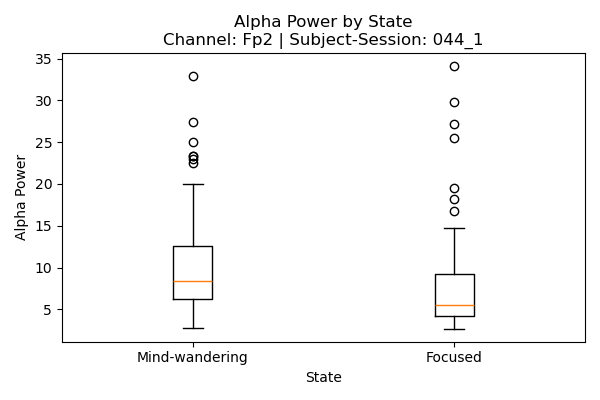 Alpha Power by State
Channel: Fp2 | Subject-Session: 044_1
Alpha Power
35
30
25
20
15
10
5
Mind-wandering
Focused
State